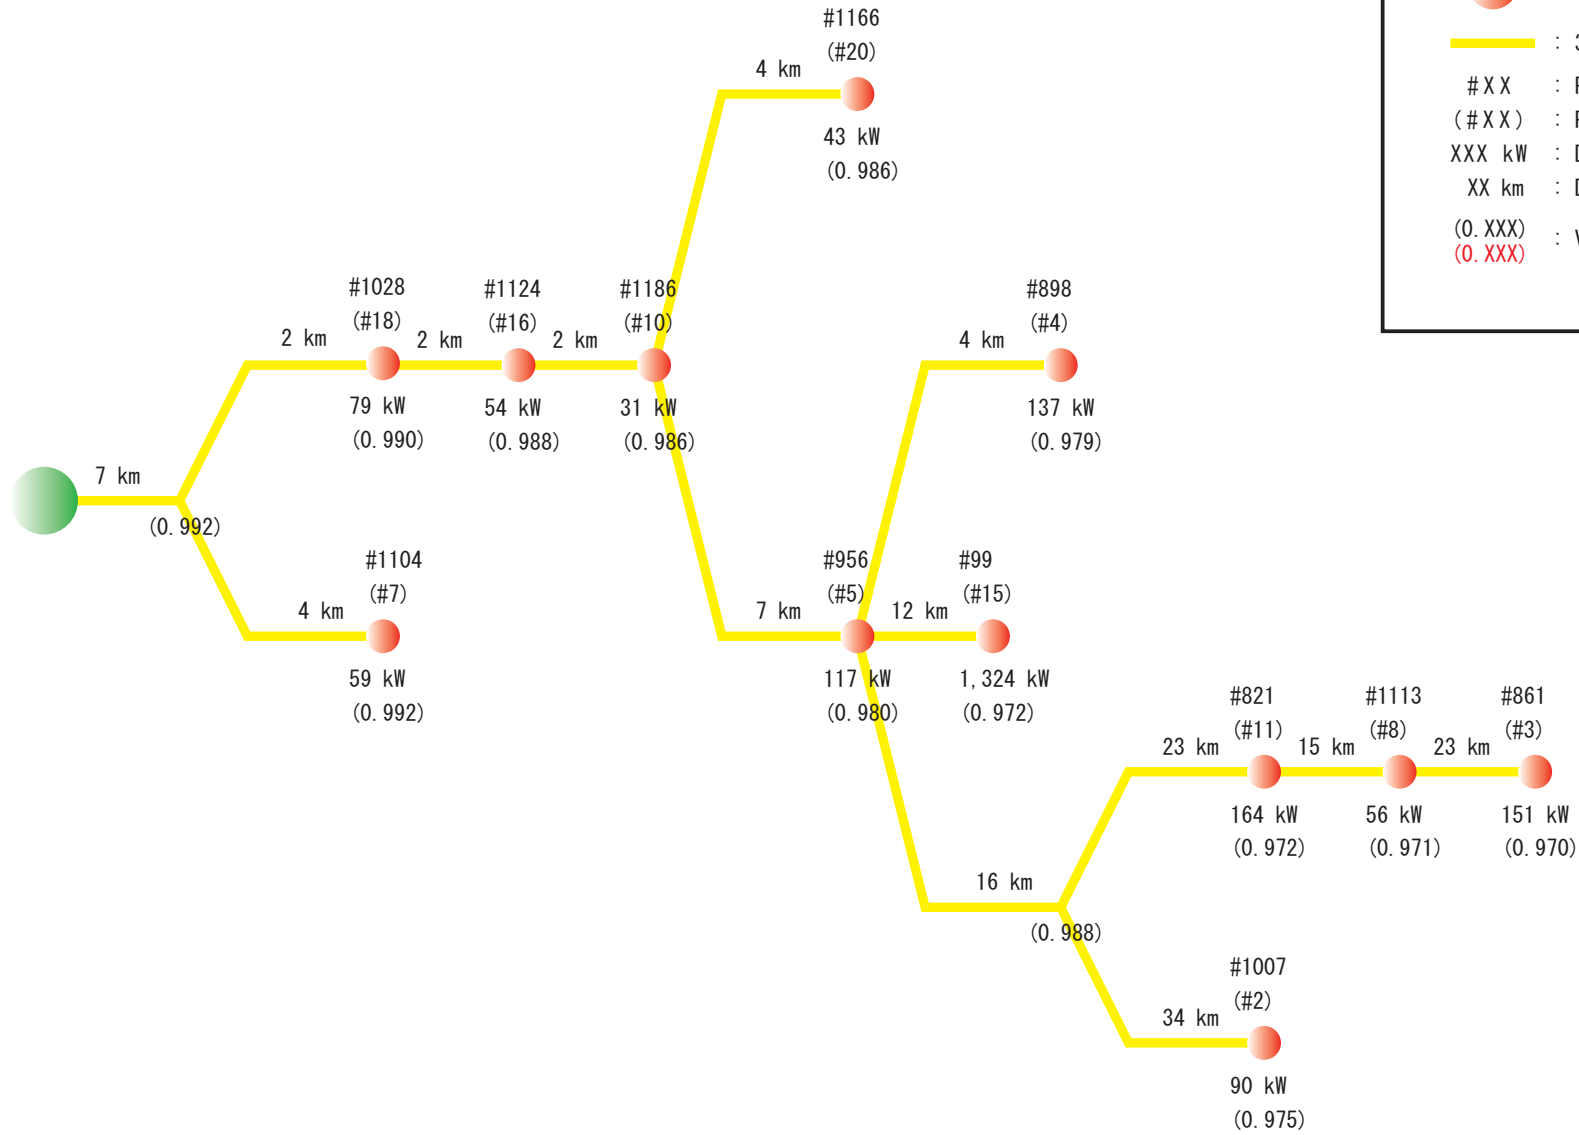 #1166
(#20)
4 km
43 kW
(0.986)
: 3
#XX :
(#XX) :
XXX kW :
XX km :
(0.XXX)
(0.XXX)
:
#1028
(#18)
2 km
79 kW
(0.990)
#1124
(#16)
2 km
54 kW
(0.988)
#1186
(#10)
2 km
31 kW
(0.986)
#898
(#4)
4 km
137 kW
(0.979)
7 km
(0.992)
#1104
(#7)
4 km
59 kW
(0.992)
#956
(#5)
7 km
117 kW
(0.980)
#99
(#15)
12 km
1,324 kW
(0.972)
#821
(#11)
23 km
164 kW
(0.972)
#1113
(#8)
15 km
56 kW
(0.971)
#861
(#3)
23 km
151 kW
(0.970)
16 km
(0.988)
#1007
(#2)
34 km
90 kW
(0.975)